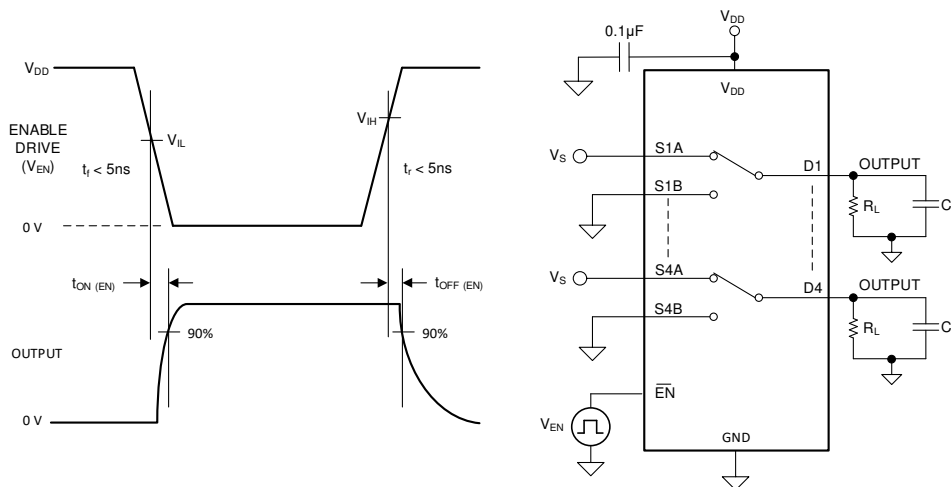 V_DD
ENABLE
DRIVE
(V_EN)
t_f < 5ns
V_IL
V_IH
t_r < 5ns
0 V
t_ON (EN)
t_OFF (EN)
90%
90%
OUTPUT
0 V
V_DD
0.1µF
V_DD
V_S
S1A
D1
OUTPUT
S1B
R_L
C
V_S
S4A
D4
OUTPUT
S4B
R_L
C
EN
V_EN
GND